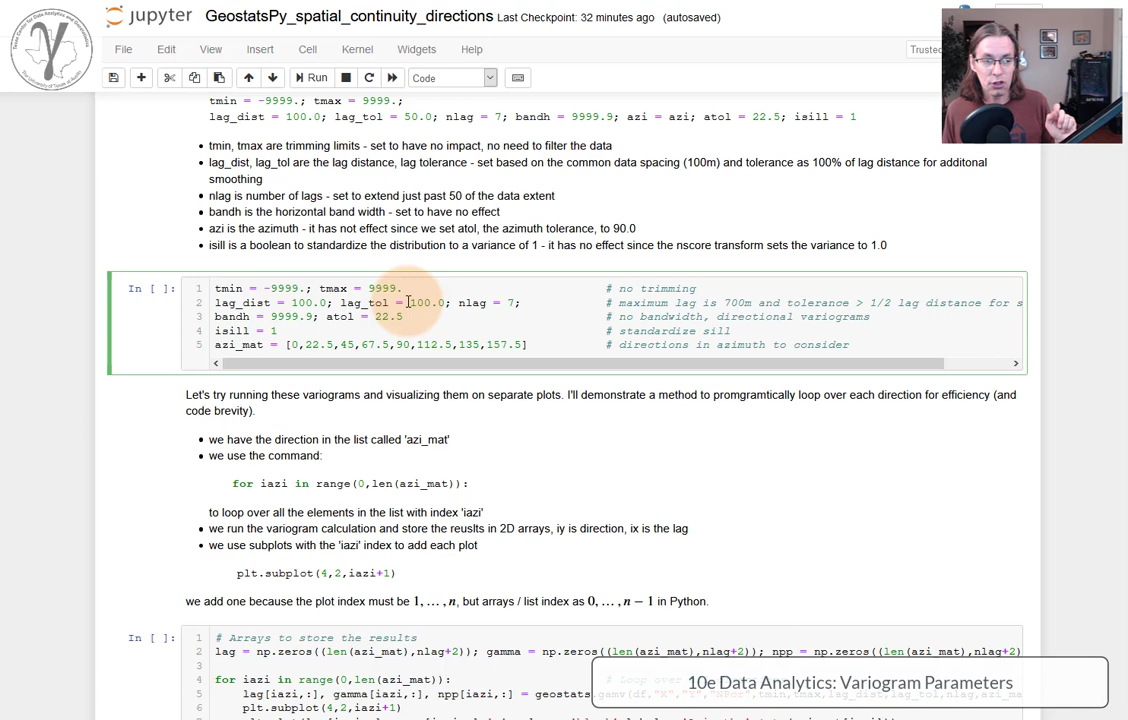 jupyter GeostatsPy_spatial_continuity_directions Last Checkpoint: 32 minutes ago (autosaved)
File Edit View Insert Cell Kernel Widgets Help Trusted
Run Code
tmin = -9999.; tmax = 9999.;
lag_dist = 100.0; lag_tol = 50.0; nlag = 7; bandh = 9999.9; azi = azi; atol = 22.5; isill = 1
• tmin, tmax are trimming limits - set to have no impact, no need to filter the data
• lag_dist, lag_tol are the lag distance, lag tolerance - set based on the common data spacing (100m) and tolerance as 100% of lag distance for additonal
smoothing
• nlag is number of lags - set to extend just past 50 of the data extent
• bandh is the horizontal band width - set to have no effect
• azi is the azimuth - it has not effect since we set atol, the azimuth tolerance, to 90.0
• isill is a boolean to standardize the distribution to a variance of 1 - it has no effect since the nscore transform sets the variance to 1.0
In [ ]: 1 tmin = -9999.; tmax = 9999. # no trimming
2 lag_dist = 100.0; lag_tol = 100.0; nlag = 7; # maximum lag is 700m and tolerance > 1/2 lag distance for s
3 bandh = 9999.9; atol = 22.5 # no bandwidth, directional variograms
4 isill = 1 # standardize sill
5 azi_mat = [0,22.5,45,67.5,90,112.5,135,157.5] # directions in azimuth to consider
Let's try running these variograms and visualizing them on separate plots. I'll demonstrate a method to promgramtically loop over each direction for efficiency (and
code brevity).
• we have the direction in the list called 'azi_mat'
• we use the command:
for iazi in range(0,len(azi_mat)):
to loop over all the elements in the list with index 'iazi'
• we run the variogram calculation and store the reuslts in 2D arrays, iy is direction, ix is the lag
• we use subplots with the 'iazi' index to add each plot
plt.subplot(4,2,iazi+1)
we add one because the plot index must be 1, … , n, but arrays / list index as 0, … , n − 1 in Python.
In [ ]: 1 # Arrays to store the results
2 lag = np.zeros((len(azi_mat),nlag+2)); gamma = np.zeros((len(azi_mat),nlag+2)); npp = np.zeros((len(azi_mat),nlag+2)
3
4 for iazi in range(0,len(azi_mat)): # Loop over
5 lag[iazi,:], gamma[iazi,:], npp[iazi,:] = geostats.gamv(df,"X","Y","NPor",tmin,tmax,lag_dist,lag_tol,nlag,azi_ma
6 plt.subplot(4,2,iazi+1)
10e Data Analytics: Variogram Parameters